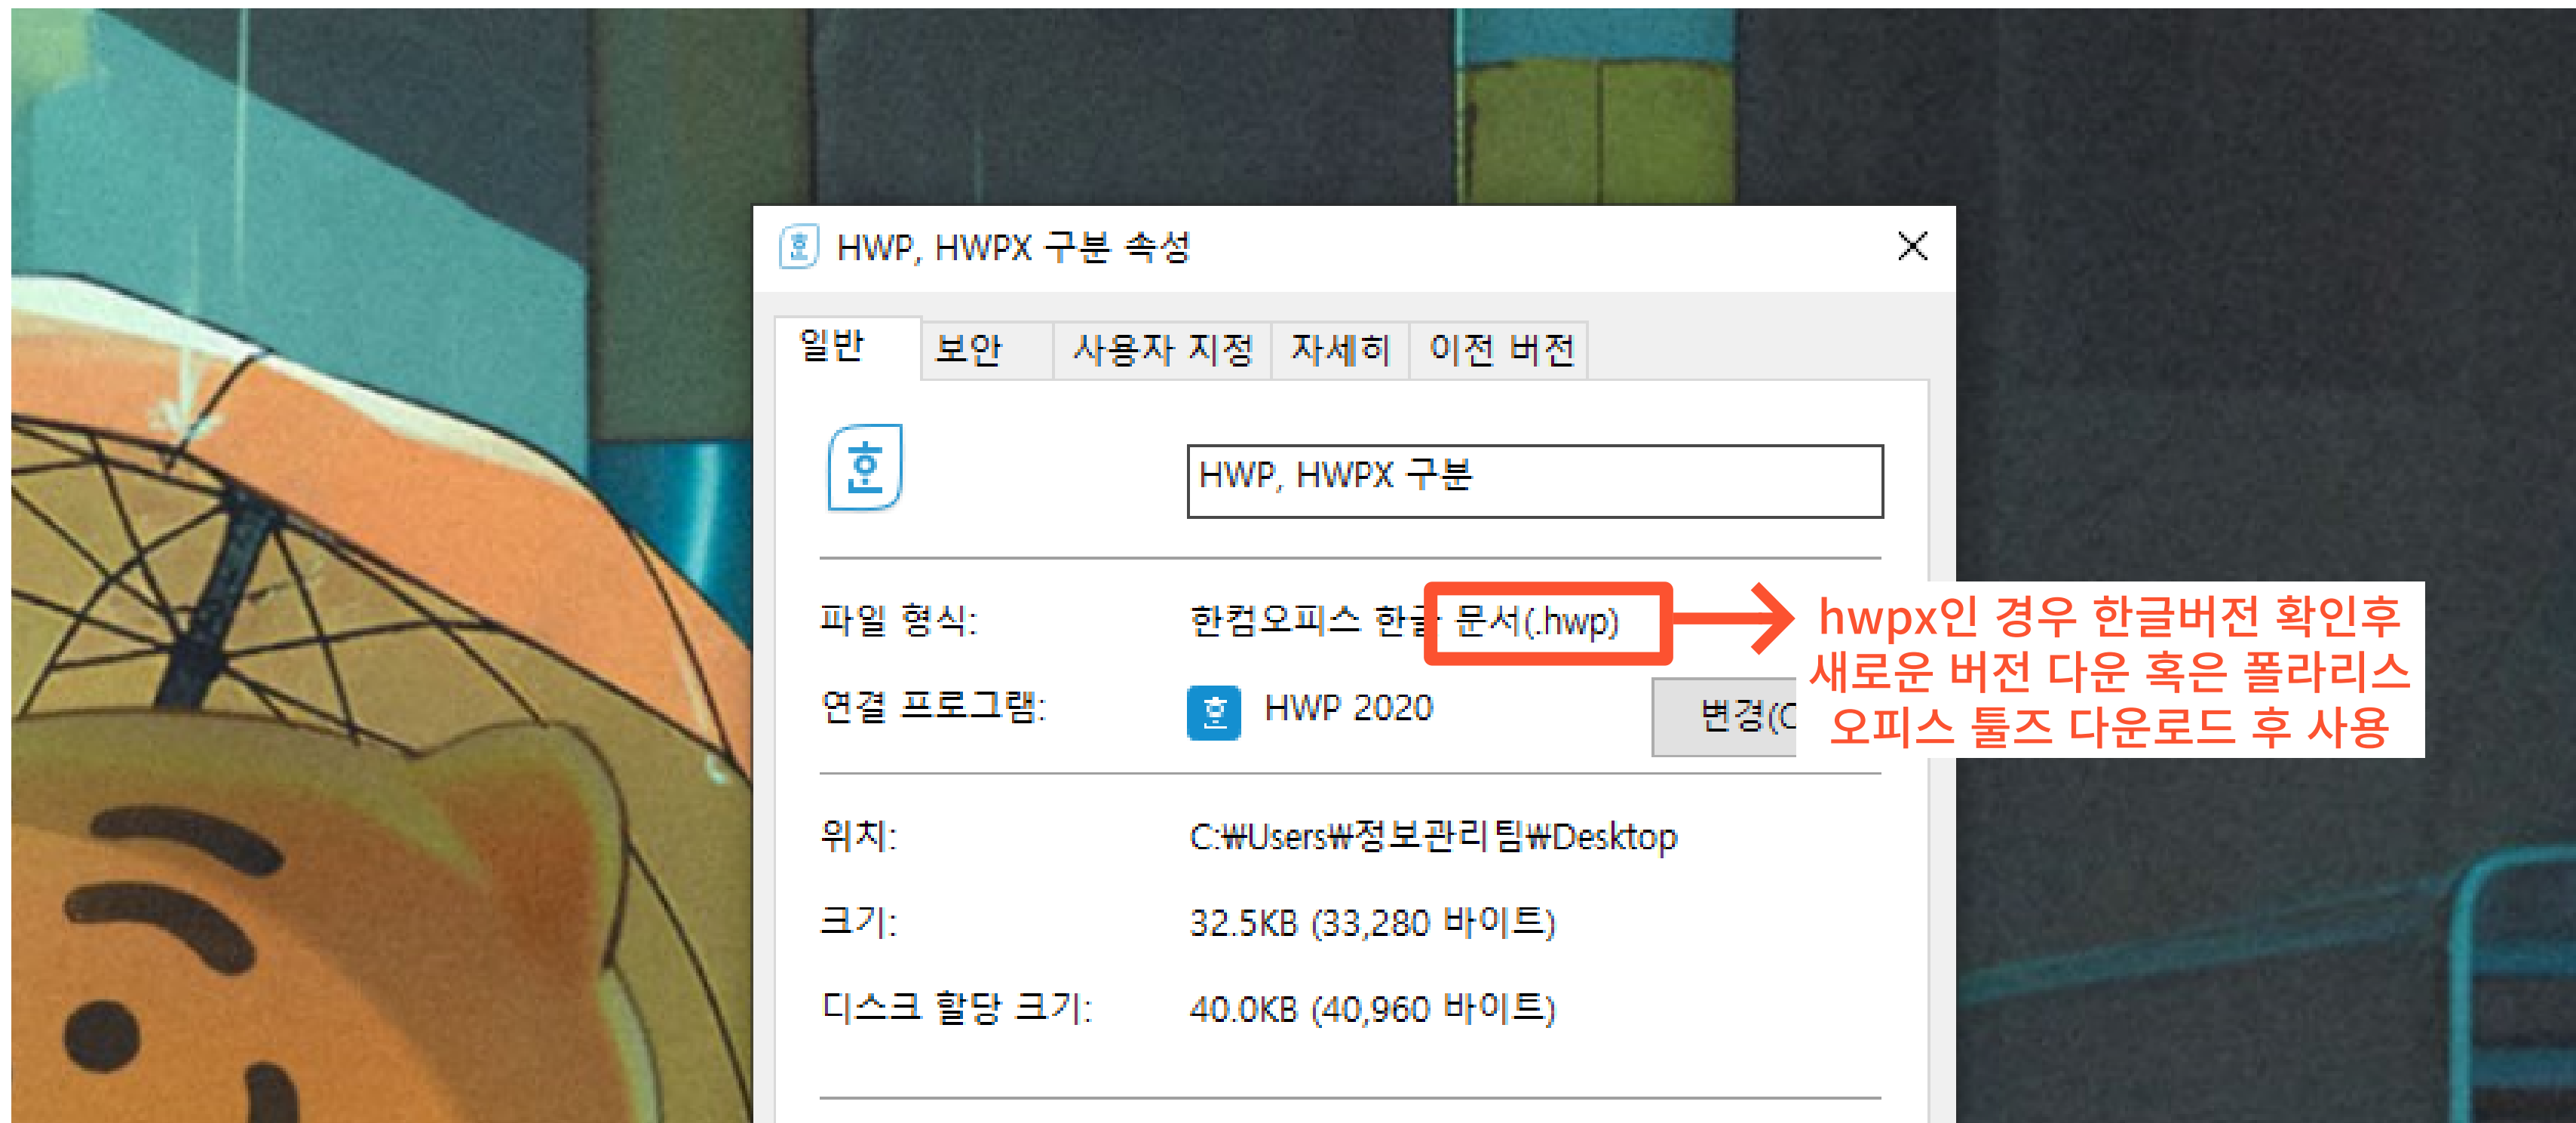 HWP, HWPX 구분 속성
일반 보안 사용자 지정 자세히 이전 버전
HWP, HWPX 구분
파일 형식: 한컴오피스 한글 문서(.hwp)
연결 프로그램: HWP 2020 변경(C
hwpx인 경우 한글버전 확인후
새로운 버전 다운 혹은 폴라리스
오피스 툴즈 다운로드 후 사용
위치: C:₩Users₩정보관리팀₩Desktop
크기: 32.5KB (33,280 바이트)
디스크 할당 크기: 40.0KB (40,960 바이트)